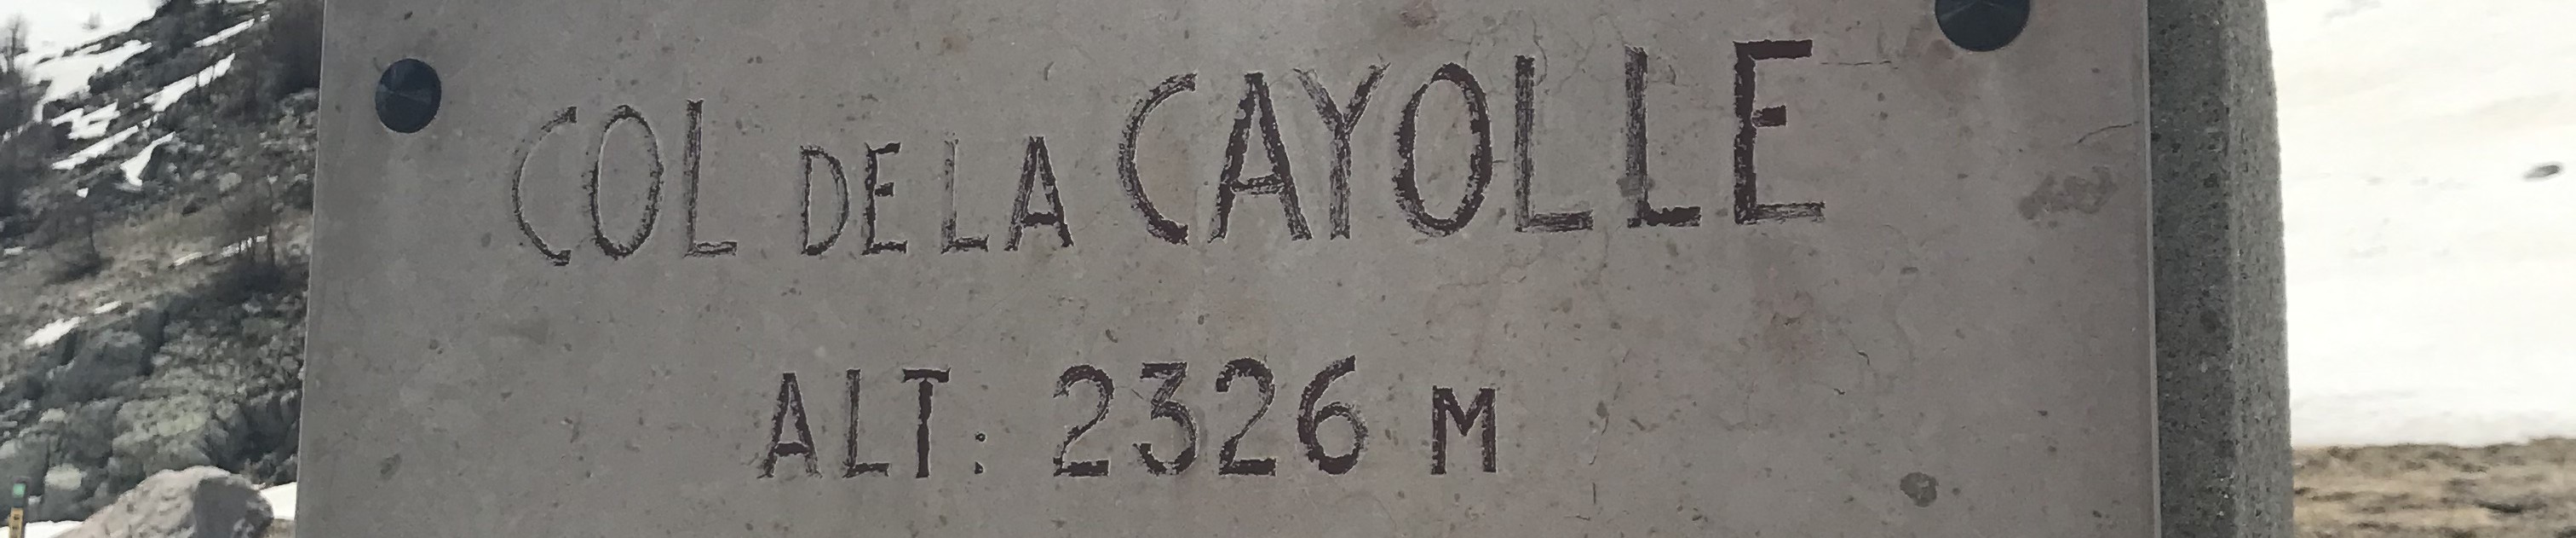 COL DE LA CAYOLLE
ALT: 2326 M